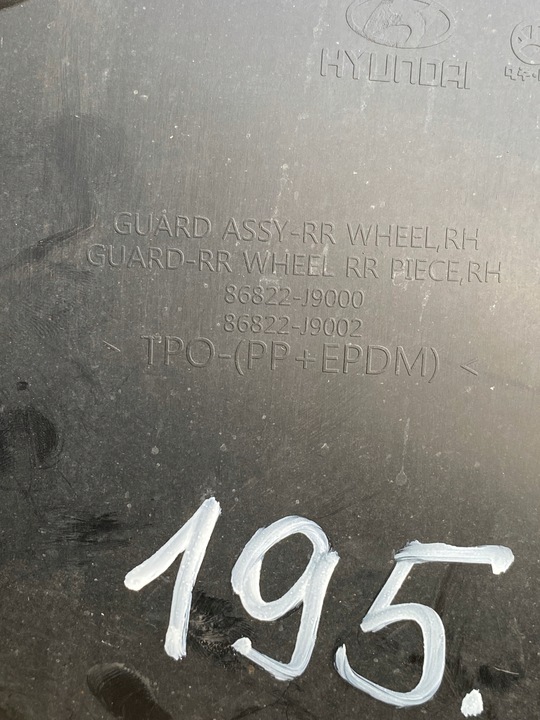 HYUNDAI
GUARD ASSY-RR WHEEL,RH
GUARD-RR WHEEL RR PIECE,RH
86822-J9000
86822-J9002
> TPO-(PP+EPDM) <
195.